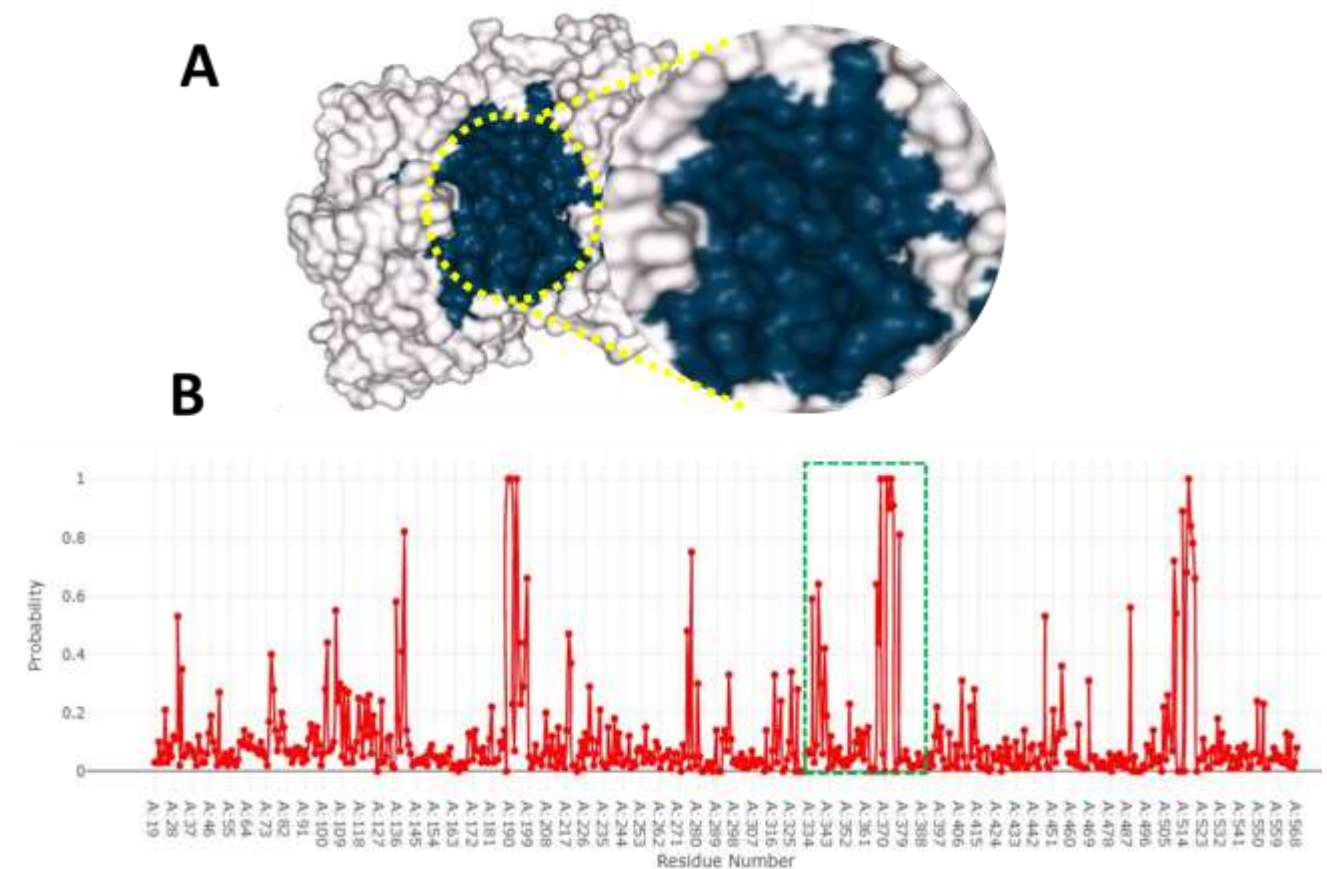 A
B
1
0.8
0.6
0.4
0.2
0
Probability
A:19
A:28
A:37
A:46
A:55
A:64
A:73
A:82
A:91
A:100
A:109
A:118
A:127
A:136
A:145
A:154
A:163
A:172
A:181
A:190
A:199
A:208
A:217
A:226
A:235
A:244
A:253
A:262
A:271
A:280
A:289
A:298
A:307
A:316
A:325
A:334
A:343
A:352
A:361
A:370
A:379
A:388
A:397
A:406
A:415
A:424
A:433
A:442
A:451
A:460
A:469
A:478
A:487
A:496
A:505
A:514
A:523
A:532
A:541
A:550
A:559
A:568
Residue Number